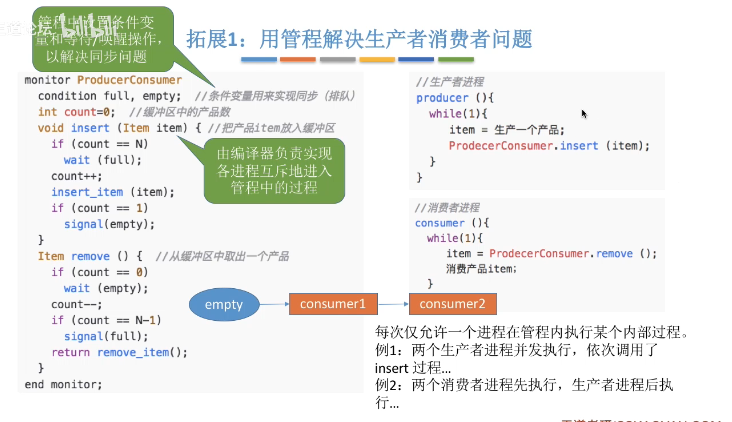 管程中设置条件变
量和等待/唤醒操作，
以解决同步问题
bilibili
拓展1：用管程解决生产者消费者问题
monitor ProducerConsumer
condition full, empty; //条件变量用来实现同步（排队）
int count=0; //缓冲区中的产品数
void insert (Item item) { //把产品item放入缓冲区
if (count == N)
wait (full);
count++;
insert_item (item);
if (count == 1)
signal(empty);
}
Item remove () { //从缓冲区中取出一个产品
if (count == 0)
wait (empty);
count--;
if (count == N-1)
signal(full);
return remove_item();
}
end monitor;
由编译器负责实现
各进程互斥地进入
管程中的过程
//生产者进程
producer (){
while(1){
item = 生产一个产品;
ProdecerConsumer.insert (item);
}
}
//消费者进程
consumer (){
while(1){
item = ProdecerConsumer.remove ();
消费产品item;
}
empty
consumer1
consumer2
每次仅允许一个进程在管程内执行某个内部过程。
例1：两个生产者进程并发执行，依次调用了
insert 过程…
例2：两个消费者进程先执行，生产者进程后执
行…